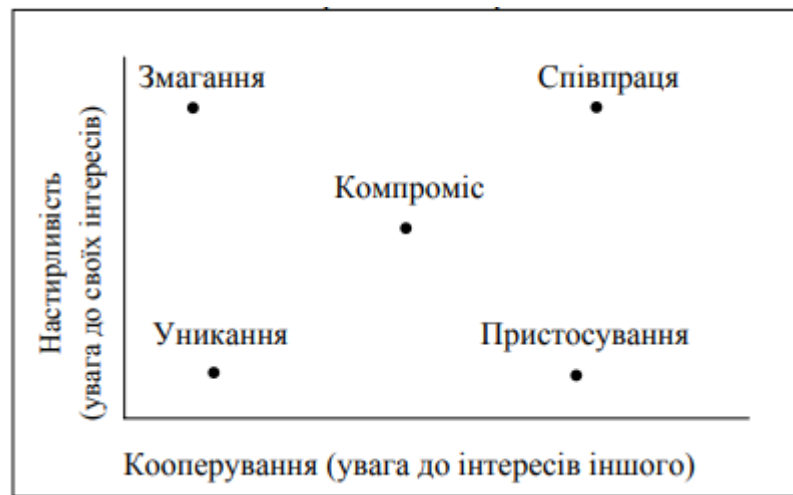 Змагання
Співпраця
Компроміс
Уникання
Пристосування
Настирливість
(увага до своїх інтересів)
Кооперування (увага до інтересів іншого)